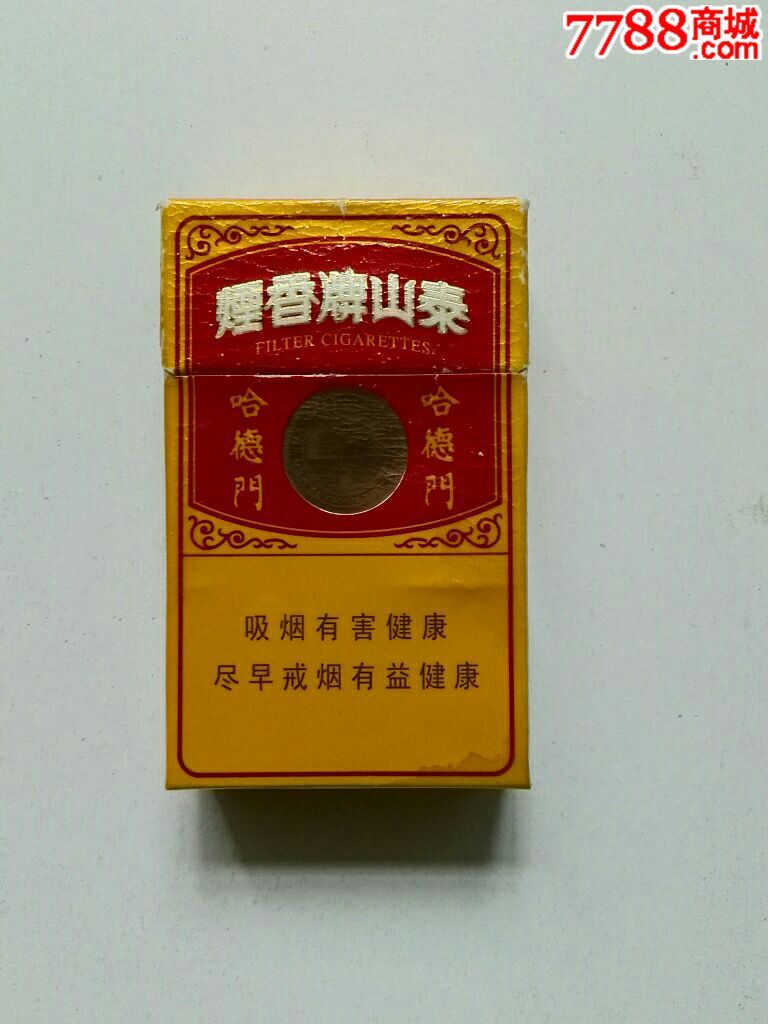 7788商城
.com
煙香牌山泰
FILTER CIGARETTES
哈德門
哈德門
吸烟有害健康
尽早戒烟有益健康